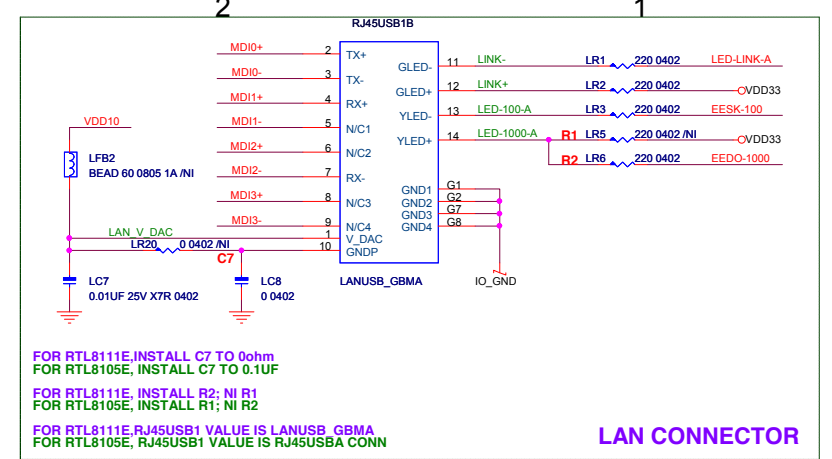 2 1
RJ45USB1B
MDI0+ 2 TX+
MDI0- 3 TX-
MDI1+ 4 RX+
MDI1- 5 N/C1
MDI2+ 6 N/C2
MDI2- 7 RX-
MDI3+ 8 N/C3
MDI3- 9 N/C4
LAN_V_DAC 1 V_DAC
10 GNDP
GLED- 11 LINK- LR1 220 0402 LED-LINK-A
GLED+ 12 LINK+ LR2 220 0402 VDD33
YLED- 13 LED-100-A LR3 220 0402 EESK-100
YLED+ 14 LED-1000-A R1 LR5 220 0402 /NI VDD33
R2 LR6 220 0402 EEDO-1000
GND1 G1
GND2 G2
GND3 G7
GND4 G8
IO_GND
LANUSB_GBMA
VDD10
LFB2
BEAD 60 0805 1A /NI
LR20 0 0402 /NI
C7
LC7
0.01UF 25V X7R 0402
LC8
0 0402
FOR RTL8111E,INSTALL C7 TO 0ohm
FOR RTL8105E, INSTALL C7 TO 0.1UF
FOR RTL8111E, INSTALL R2; NI R1
FOR RTL8105E, INSTALL R1; NI R2
FOR RTL8111E,RJ45USB1 VALUE IS LANUSB_GBMA
FOR RTL8105E, RJ45USB1 VALUE IS RJ45USBA CONN
LAN CONNECTOR